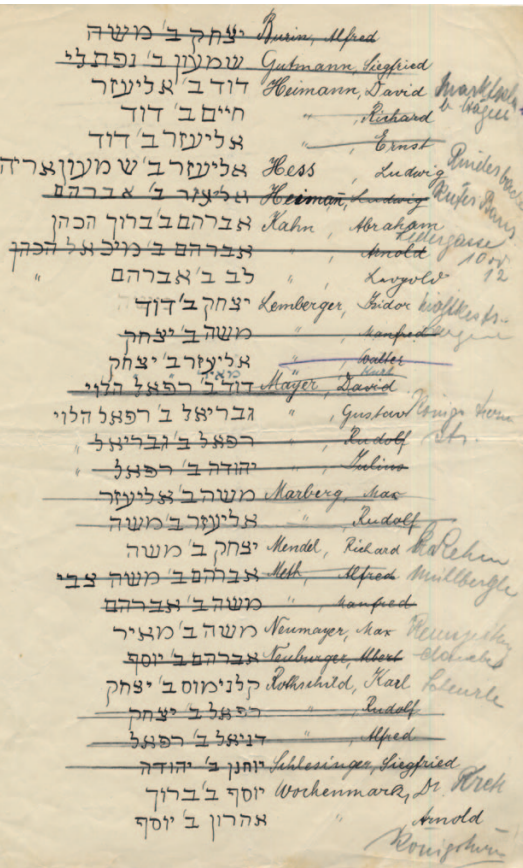 יצחק ב' משה Burin, Alfred
שמעון ב' נפתלי Gutmann, Siegfried
דוד ב' אליעזר Heimann, David
חיים ב' דוד " , Richard
אליעזר ב' דוד " , Ernst
אליעזר ב' שמעון אריה Hess , Ludwig
אליעזר ב' אברהם Heimann, Ludwig
אברהם ב' ברוך הכהן Kahn , Abraham
אברהם ב' מיכאל הכהן " , Arnold
" לב ב' אברהם " , Leopold
יצחק ב' דוד Lemberger, Isidor
משה ב' יצחק " , Manfred
אליעזר ב' יצחק " , Walter
דוד ב' רפאל הלוי Mayer, David
גבריאל ב' רפאל הלוי " , Gustav
רפאל ב' גבריאל " , Rudolf
יהודה ב' רפאל " , Julius
משה ב' אליעזר Marberg, Max
אליעזר ב' משה " , Rudolf
יצחק ב' משה Mendel, Richard
אברהם ב' משה צבי Meth, Alfred
משה ב' אברהם " , Manfred
משה ב' מאיר Neumayer, Max
אברהם ב' יוסף Neuburger, Albert
קלנימוס ב' יצחק Rothschild, Karl
רפאל ב' יצחק " , Rudolf
דניאל ב' רפאל " , Alfred
יוחנן ב' יהודה Schlesinger, Siegfried
יוסף ב' ברוך Wochenmark, Dr.
אהרון ב' יוסף " , Arnold